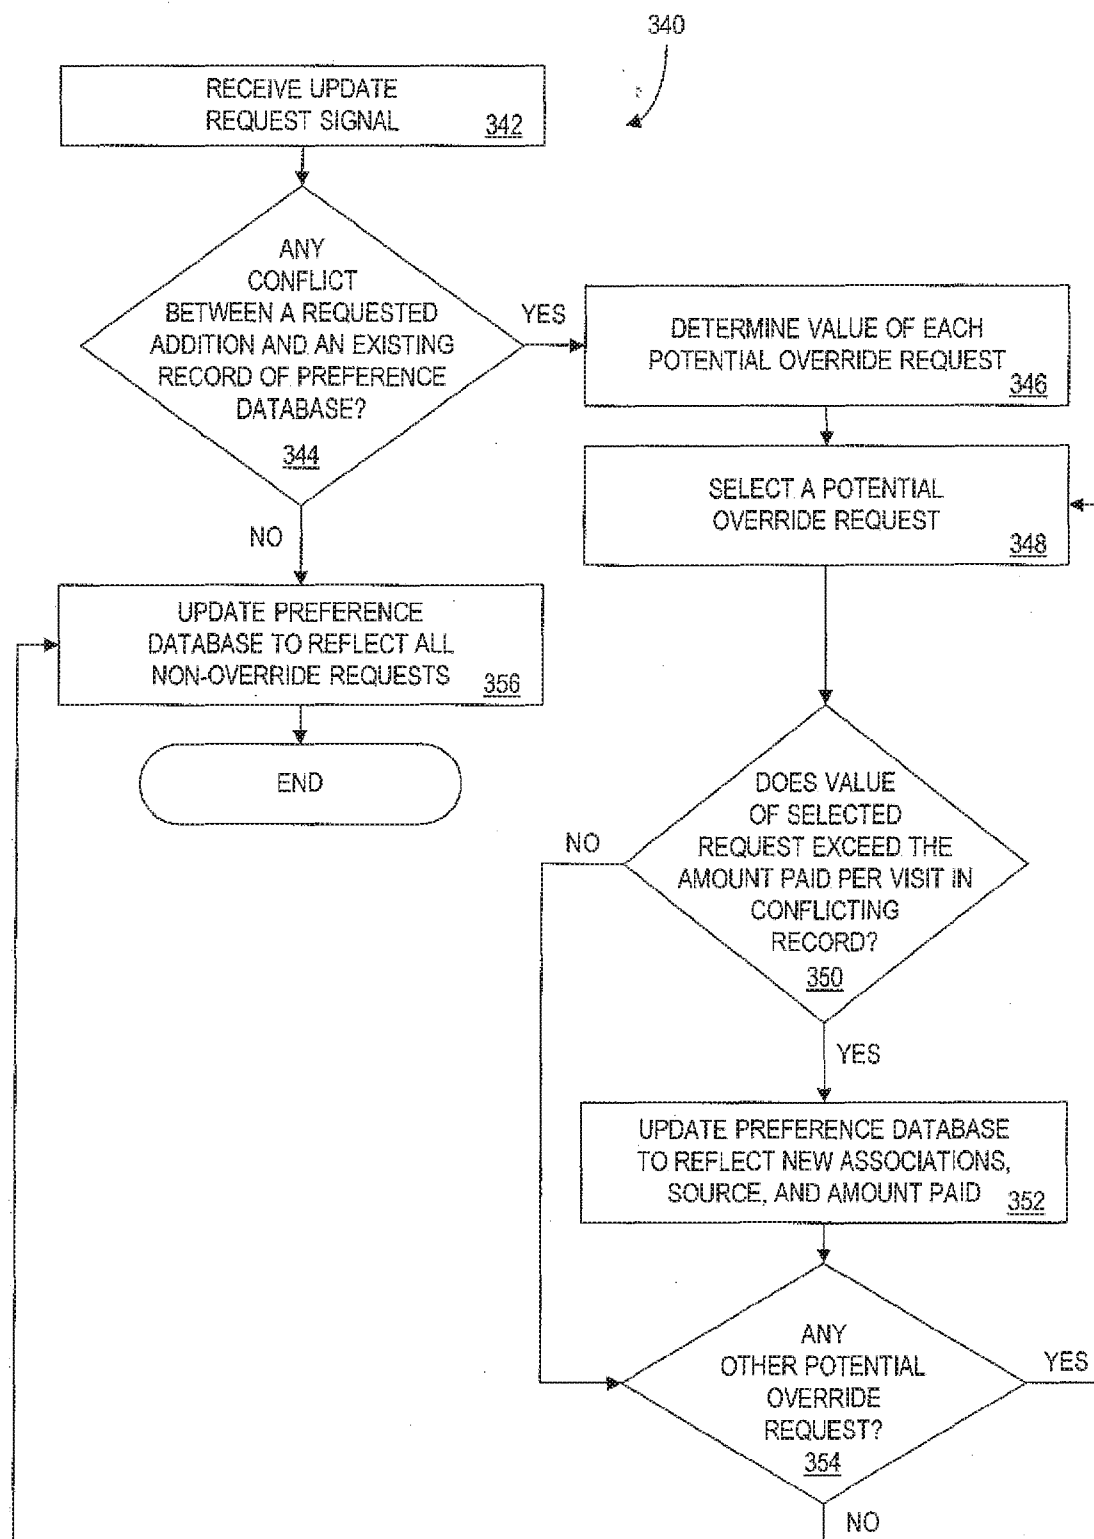 340
RECEIVE UPDATE
REQUEST SIGNAL
342
ANY
CONFLICT
BETWEEN A REQUESTED
ADDITION AND AN EXISTING
RECORD OF PREFERENCE
DATABASE?
344
YES
DETERMINE VALUE OF EACH
POTENTIAL OVERRIDE REQUEST
346
SELECT A POTENTIAL
OVERRIDE REQUEST
348
NO
UPDATE PREFERENCE
DATABASE TO REFLECT ALL
NON-OVERRIDE REQUESTS
356
END
DOES VALUE
OF SELECTED
REQUEST EXCEED THE
AMOUNT PAID PER VISIT IN
CONFLICTING
RECORD?
350
NO
YES
UPDATE PREFERENCE DATABASE
TO REFLECT NEW ASSOCIATIONS,
SOURCE, AND AMOUNT PAID
352
ANY
OTHER POTENTIAL
OVERRIDE
REQUEST?
354
YES
NO